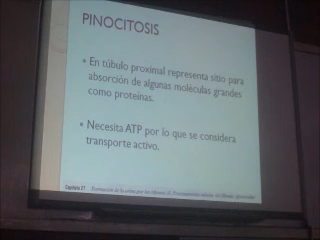 PINOCITOSIS
• En túbulo proximal representa sitio para
absorción de algunas moléculas grandes
como proteínas.
• Necesita ATP por lo que se considera
transporte activo.
Capítulo 27